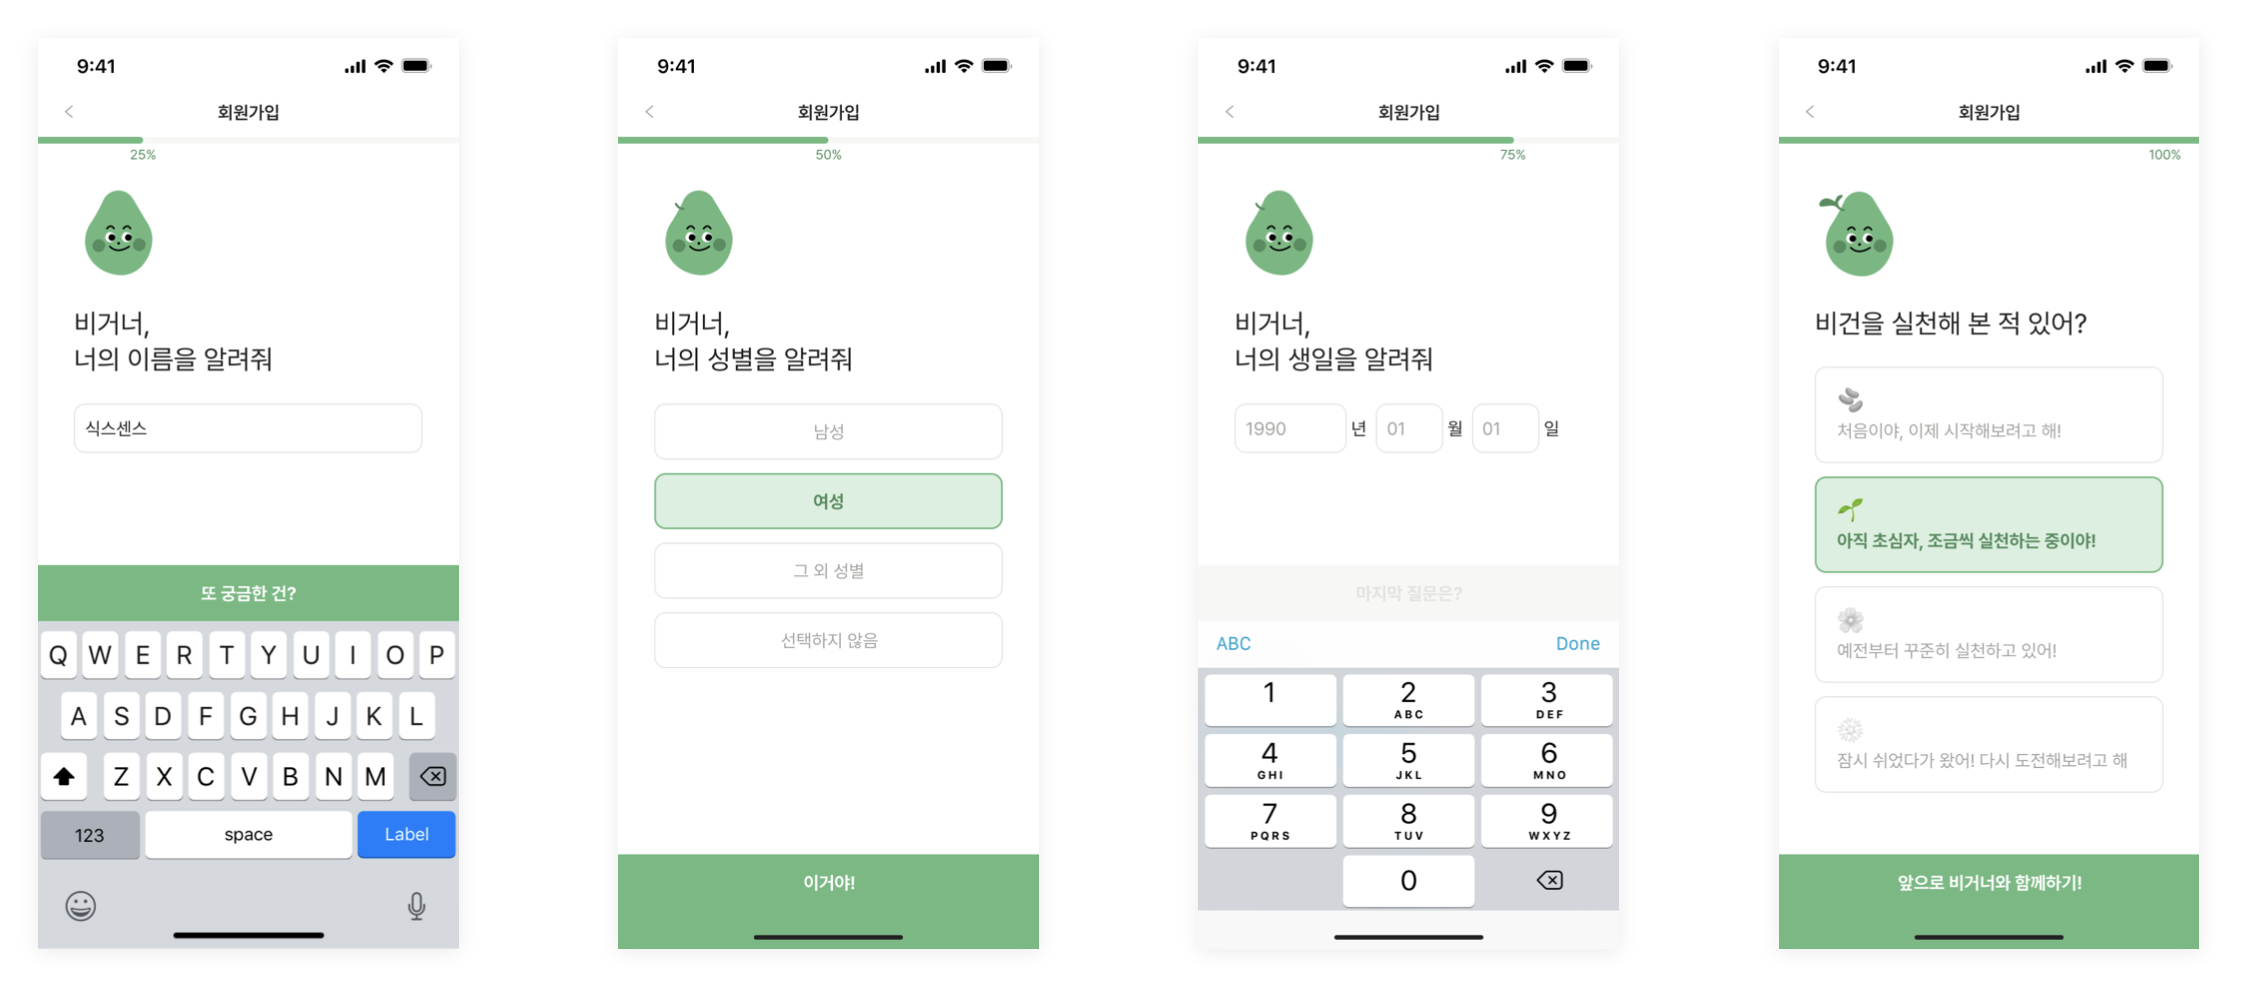 9:41
회원가입
25%
비거너,
너의 이름을 알려줘
식스센스
또 궁금한 건?
Q W E R T Y U I O P
A S D F G H J K L
Z X C V B N M
123 space Label
9:41
회원가입
50%
비거너,
너의 성별을 알려줘
남성
여성
그 외 성별
선택하지 않음
이거야!
9:41
회원가입
75%
비거너,
너의 생일을 알려줘
1990 년 01 월 01 일
마지막 질문은?
ABC Done
1 2 3
ABC DEF
4 5 6
GHI JKL MNO
7 8 9
PQRS TUV WXYZ
0
9:41
회원가입
100%
비건을 실천해 본 적 있어?
처음이야, 이제 시작해보려고 해!
아직 초심자, 조금씩 실천하는 중이야!
예전부터 꾸준히 실천하고 있어!
잠시 쉬었다가 왔어! 다시 도전해보려고 해
앞으로 비거너와 함께하기!